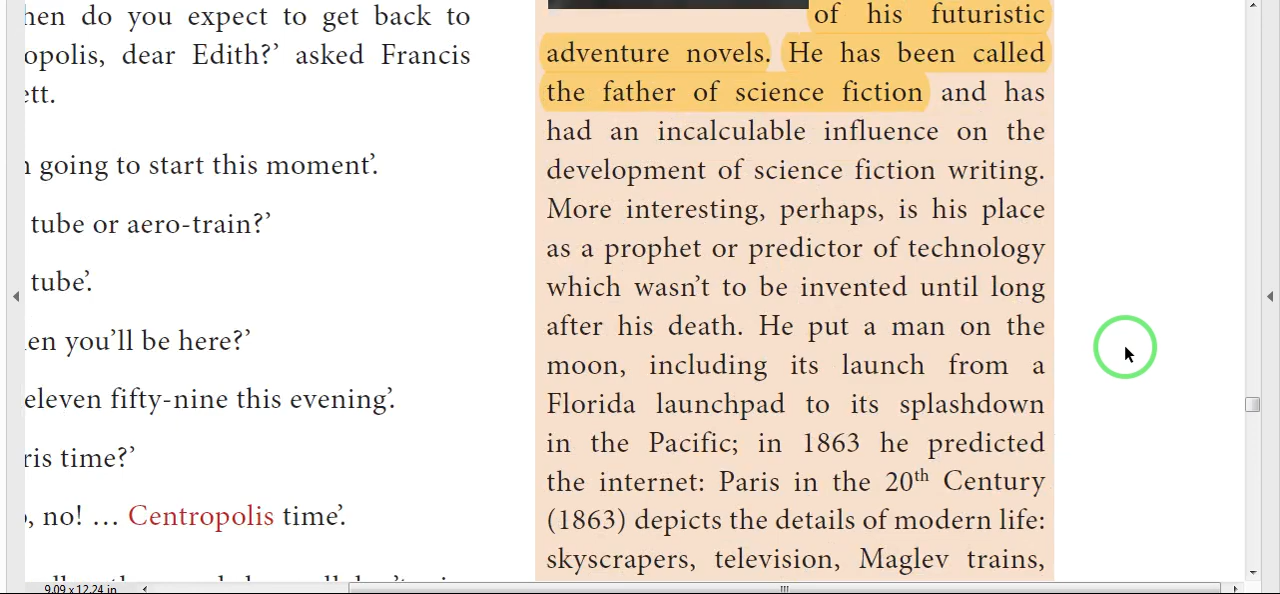 hen do you expect to get back to
opolis, dear Edith?’ asked Francis
ett.
going to start this moment’.
tube or aero-train?’
tube’.
en you’ll be here?’
eleven fifty-nine this evening’.
ris time?’
, no! … Centropolis time’.
of his futuristic
adventure novels. He has been called
the father of science fiction and has
had an incalculable influence on the
development of science fiction writing.
More interesting, perhaps, is his place
as a prophet or predictor of technology
which wasn’t to be invented until long
after his death. He put a man on the
moon, including its launch from a
Florida launchpad to its splashdown
in the Pacific; in 1863 he predicted
the internet: Paris in the 20th Century
(1863) depicts the details of modern life:
skyscrapers, television, Maglev trains,
9.09 x 12.24 in